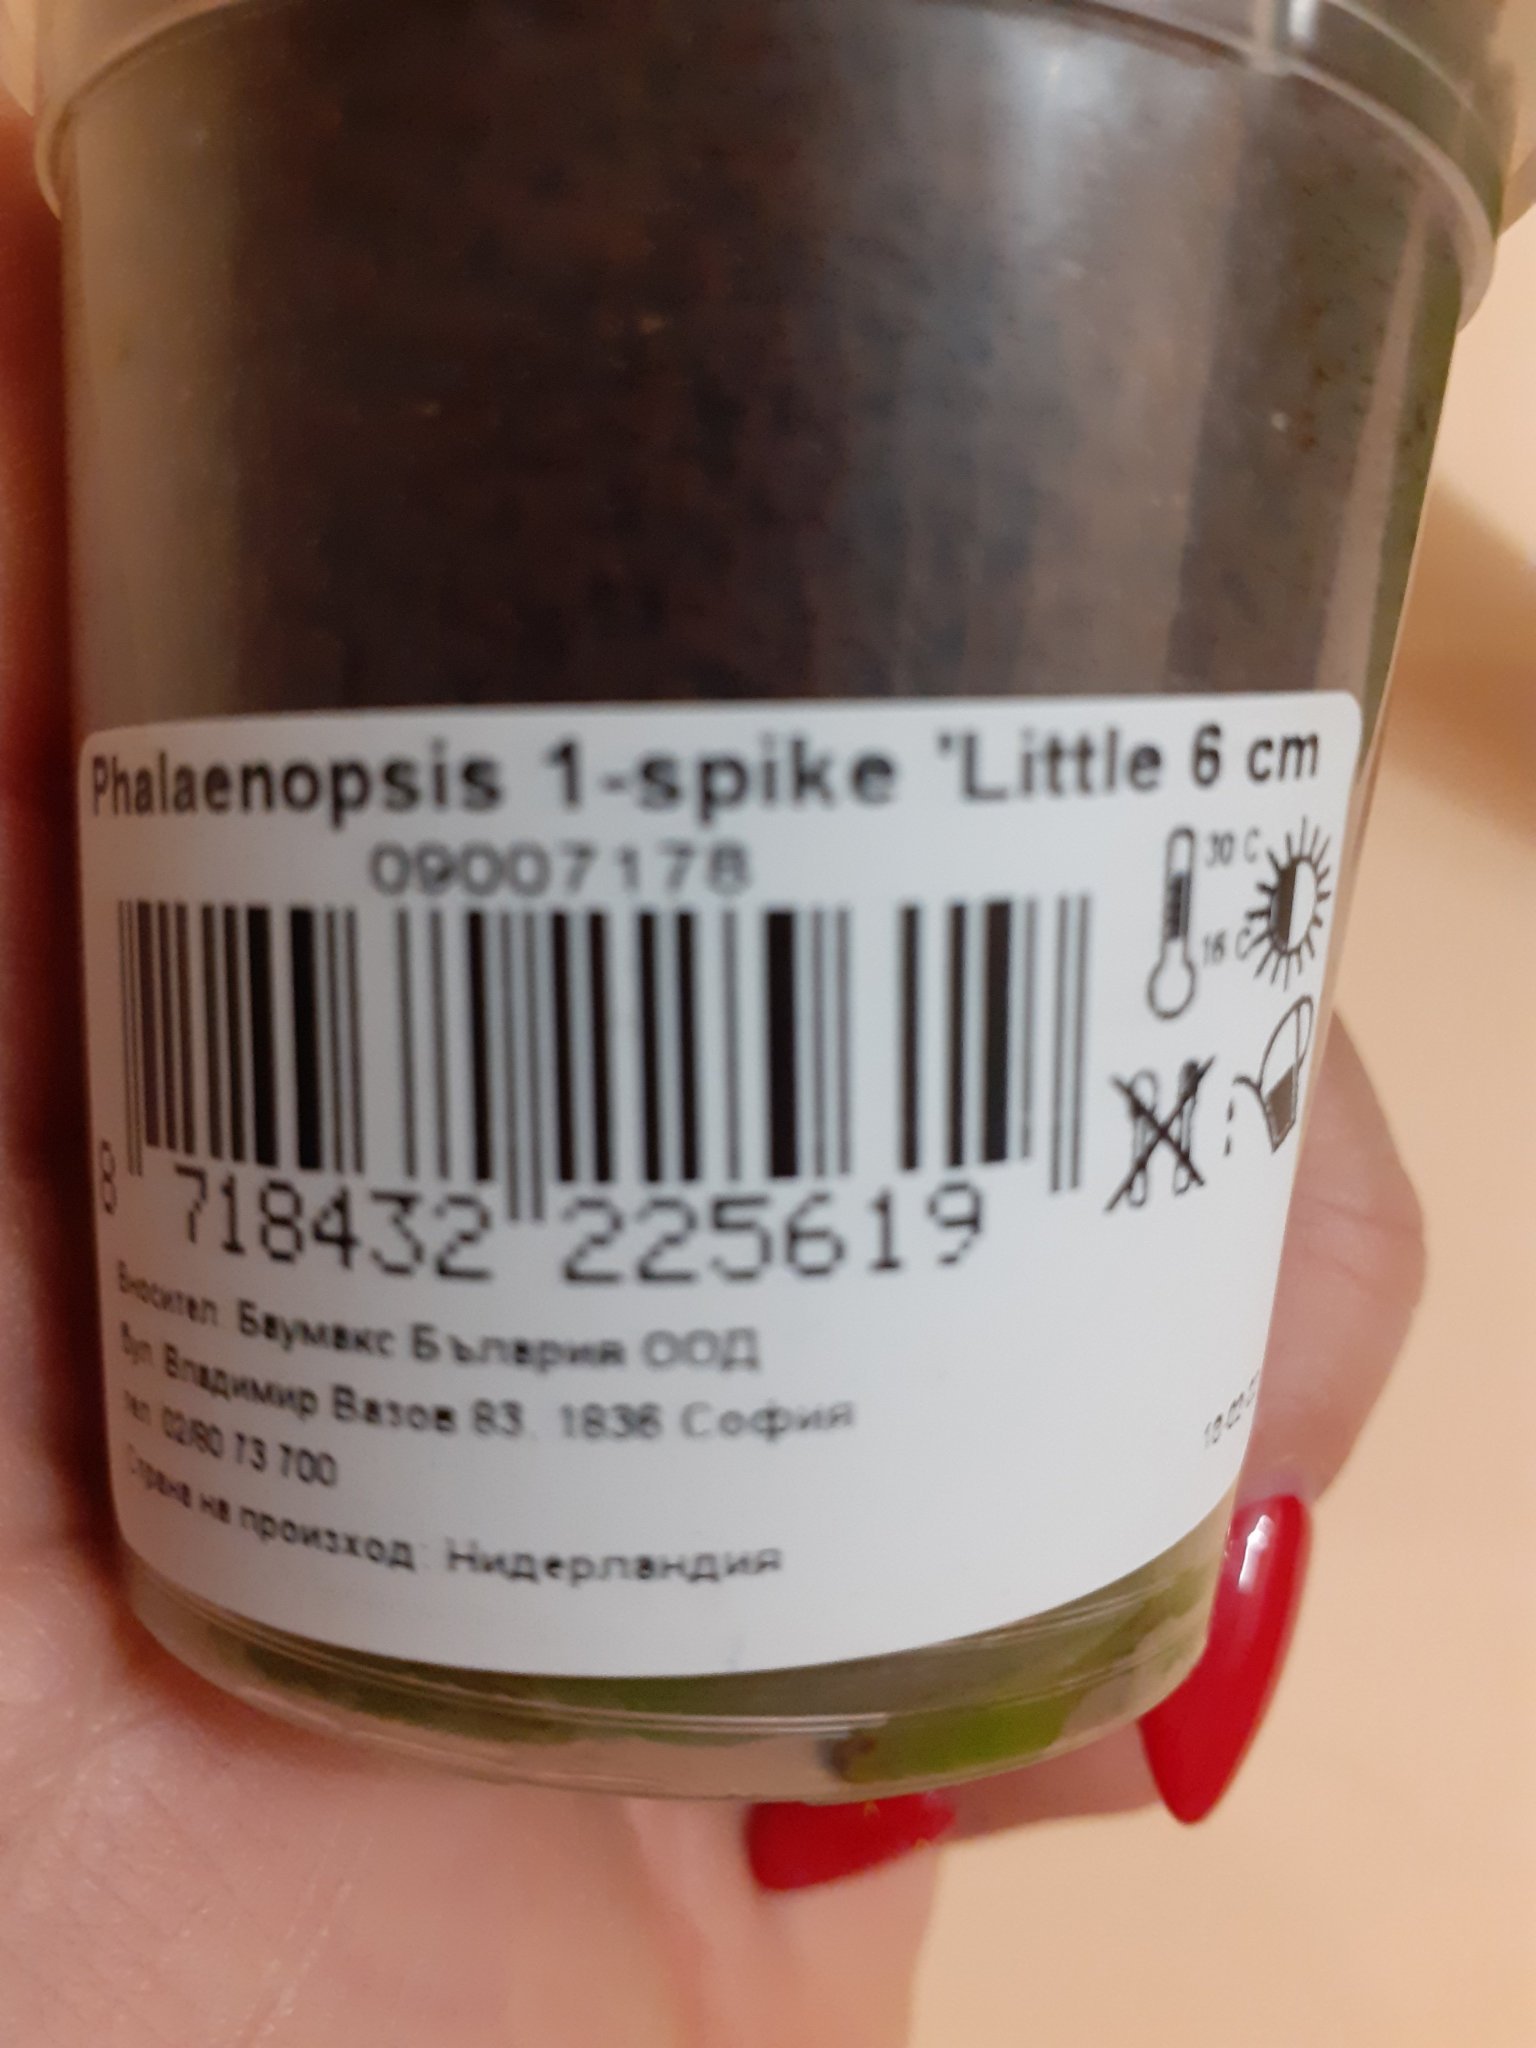 Phalaenopsis 1-spike 'Little 6 cm
09007178
30 C
16 C
8 718432 225619
Вносител: Баумакс България ООД
бул. Владимир Вазов 83, 1836 София
тел. 02/80 73 700
Страна на произход: Нидерландия